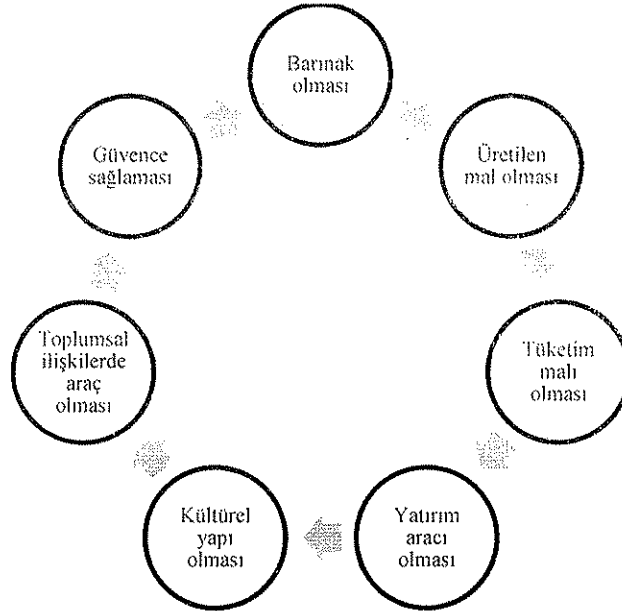 Barınak
olması
Üretilen
mal olması
Tüketim
malı
olması
Yatırım
aracı
olması
Kültürel
yapı
olması
Toplumsal
ilişkilerde
araç
olması
Güvence
sağlaması